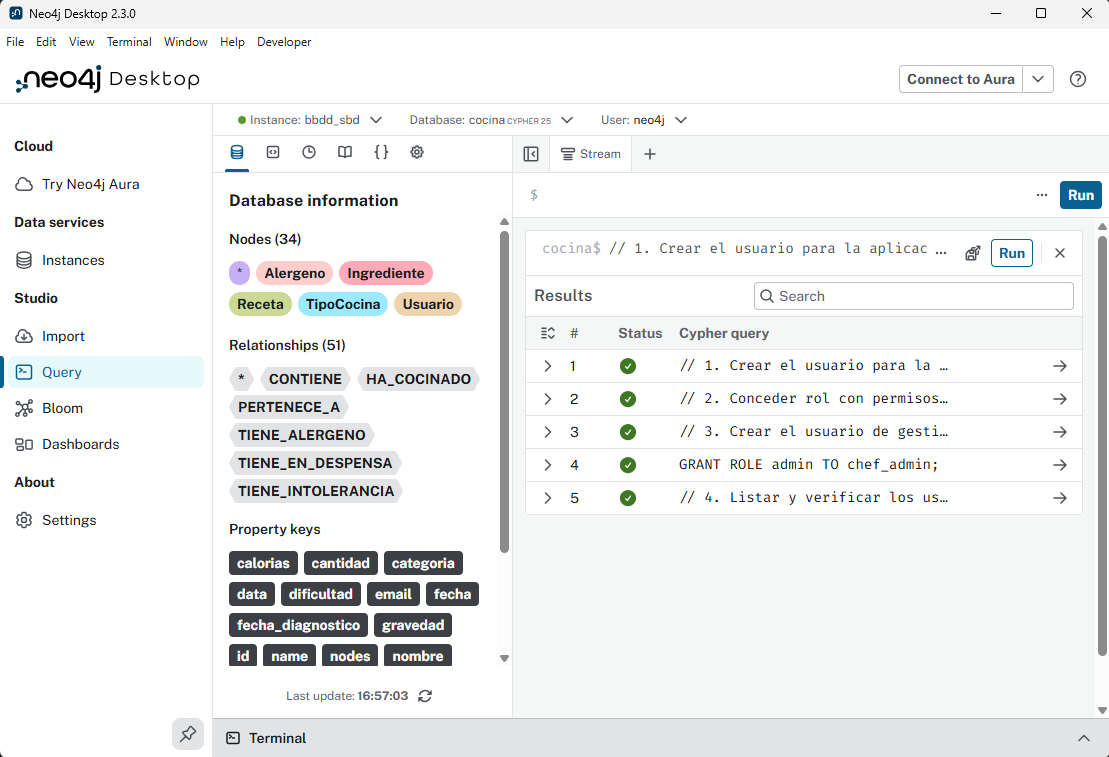 Neo4j Desktop 2.3.0
File Edit View Terminal Window Help Developer
neo4j Desktop
Connect to Aura
Instance: bbdd_sbd Database: cocina CYPHER 25 User: neo4j
Cloud
Try Neo4j Aura
Data services
Instances
Studio
Import
Query
Bloom
Dashboards
About
Settings
Database information
Nodes (34)
* Alergeno Ingrediente
Receta TipoCocina Usuario
Relationships (51)
* CONTIENE HA_COCINADO
PERTENECE_A
TIENE_ALERGENO
TIENE_EN_DESPENSA
TIENE_INTOLERANCIA
Property keys
calorias cantidad categoria
data dificultad email fecha
fecha_diagnostico gravedad
id name nodes nombre
Last update: 16:57:03
Stream
$ Run
cocina$ // 1. Crear el usuario para la aplicac ... Run
Results Search
# Status Cypher query
1 // 1. Crear el usuario para la …
2 // 2. Conceder rol con permisos…
3 // 3. Crear el usuario de gesti…
4 GRANT ROLE admin TO chef_admin;
5 // 4. Listar y verificar los us…
Terminal